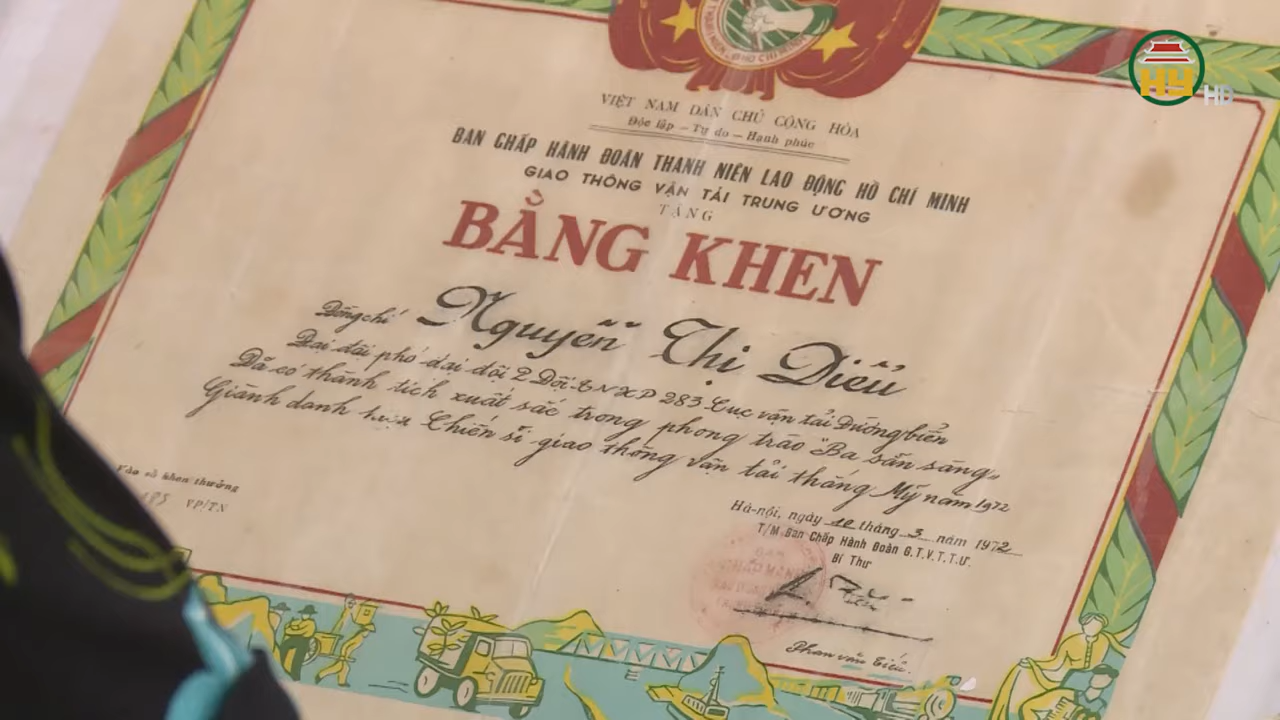 HY HD
VIỆT NAM DÂN CHỦ CỘNG HÒA
Độc lập – Tự do – Hạnh phúc
BAN CHẤP HÀNH ĐOÀN THANH NIÊN LAO ĐỘNG HỒ CHÍ MINH
GIAO THÔNG VẬN TẢI TRUNG ƯƠNG
TẶNG
BẰNG KHEN
Đồng chí Nguyễn Thị Diếu
Đại đội phó đại đội 2 Đội TNXP 283 Cục vận tải Đường biển
Đã có thành tích xuất sắc trong phong trào "Ba sẵn sàng"
Giành danh hiệu Chiến sĩ giao thông vận tải thắng Mỹ năm 1972
Vào sổ khen thưởng
VP/TN
Hà-nội, ngày 10 tháng 3 năm 1972
T/M Ban Chấp Hành Đoàn G.T.V.T.T.Ư.
Bí Thư
Phan văn